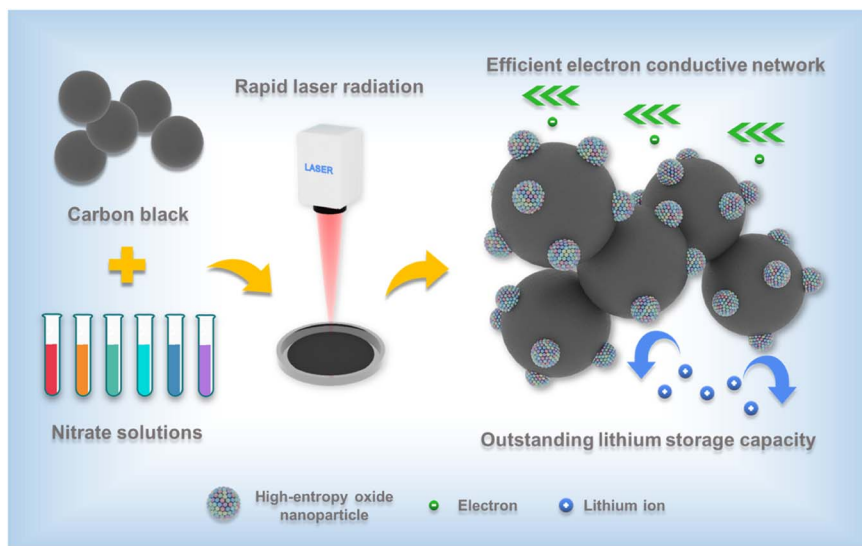 Efficient electron conductive network
Rapid laser radiation
LASER
Carbon black
Nitrate solutions
Outstanding lithium storage capacity
High-entropy oxide
nanoparticle
Electron
Lithium ion